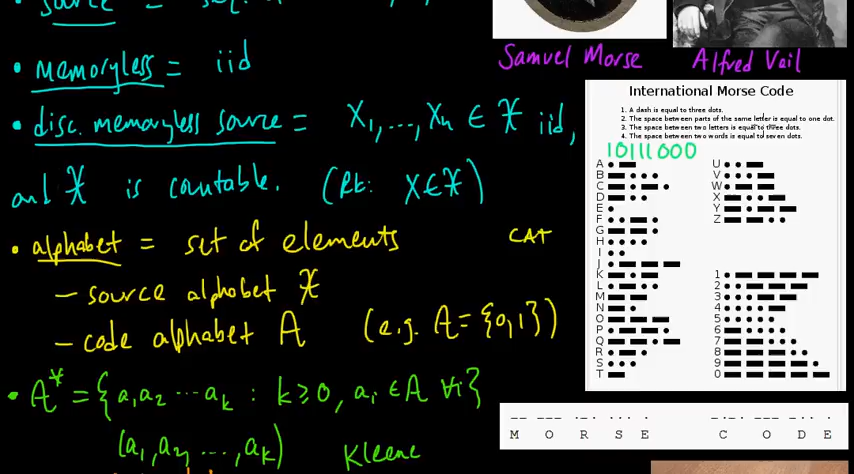 • source =
Samuel Morse
Alfred Vail
• memoryless = iid
• disc. memoryless source = X₁,...,Xₙ ∈ 𝒳 iid,
and 𝒳 is countable. (Rk: X∈𝒳)
• alphabet = set of elements
CAT
– source alphabet 𝒳
– code alphabet A (e.g. A={0,1})
• A* = {a₁a₂ ⋯ aₖ : k≥0, aᵢ ∈ A ∀i}
(a₁, a₂, ..., aₖ)
Kleene
International Morse Code
1. A dash is equal to three dots.
2. The space between parts of the same letter is equal to one dot.
3. The space between two letters is equal to three dots.
4. The space between two words is equal to seven dots.
10111000
A •–
B –•••
C –•–•
D –••
E •
F ••–•
G ––•
H ••••
I ••
J •–––
K –•–
L •–••
M ––
N –•
O –––
P •––•
Q ––•–
R •–•
S •••
T –
U ••–
V •••–
W •––
X –••–
Y –•––
Z ––••
1 •––––
2 ••–––
3 •••––
4 ••••–
5 •••••
6 –••••
7 ––•••
8 –––••
9 ––––•
0 –––––
M O R S E C O D E